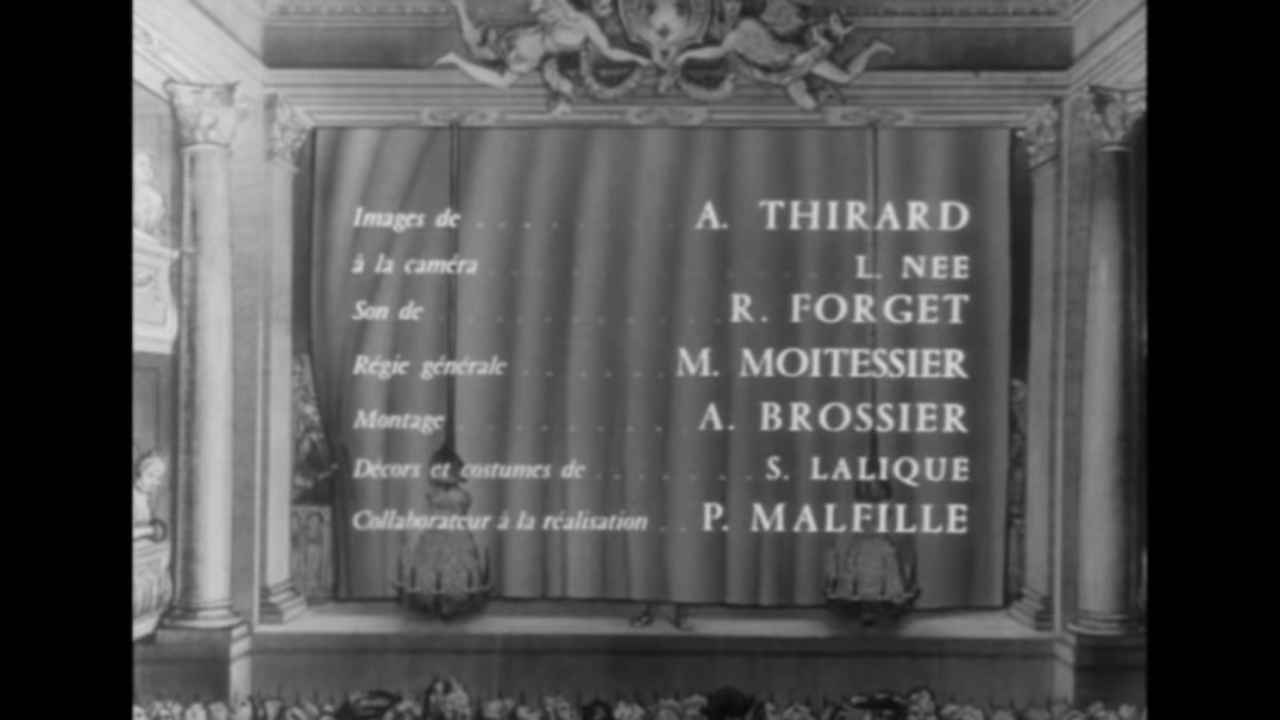 Images de . . . . . . A. THIRARD
à la caméra . . . . . . . . . . L. NEE
Son de . . . . . . . . R. FORGET
Régie générale . . . . . . M. MOITESSIER
Montage . . . . . . . A. BROSSIER
Décors et costumes de . . . . . . . S. LALIQUE
Collaborateur à la réalisation . . P. MALFILLE